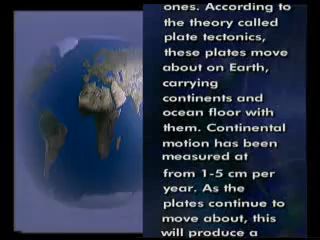 ones. According to
the theory called
plate tectonics,
these plates move
about on Earth,
carrying
continents and
ocean floor with
them. Continental
motion has been
measured at
from 1-5 cm per
year. As the
plates continue to
move about, this
will produce a